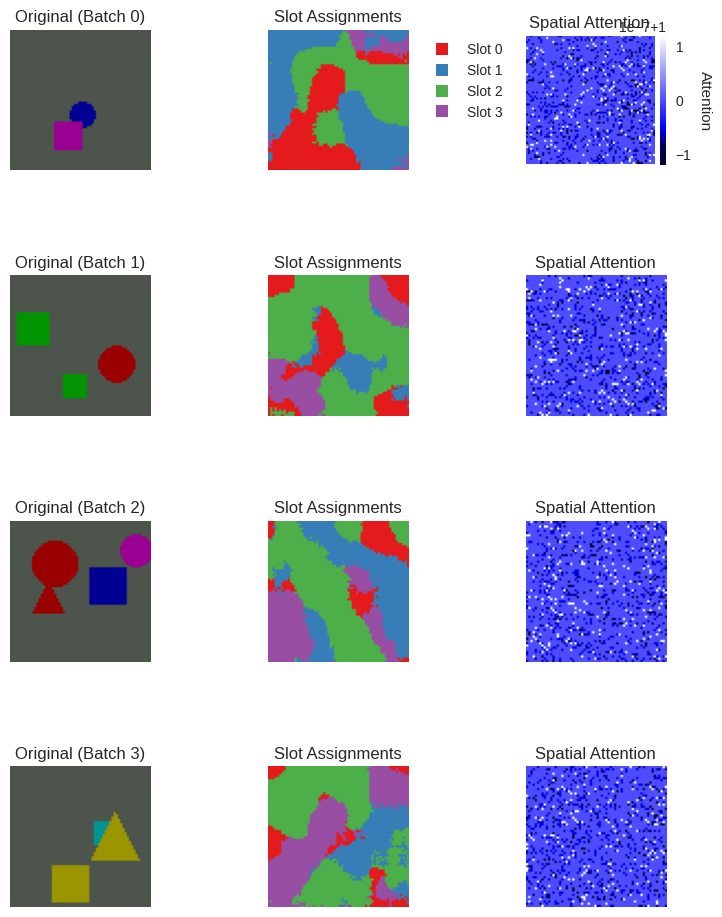 Original (Batch 0)
Slot Assignments
Slot 0
Slot 1
Slot 2
Slot 3
Spatial Attention
1e−7+1
1
0
−1
Attention
Original (Batch 1)
Slot Assignments
Spatial Attention
Original (Batch 2)
Slot Assignments
Spatial Attention
Original (Batch 3)
Slot Assignments
Spatial Attention